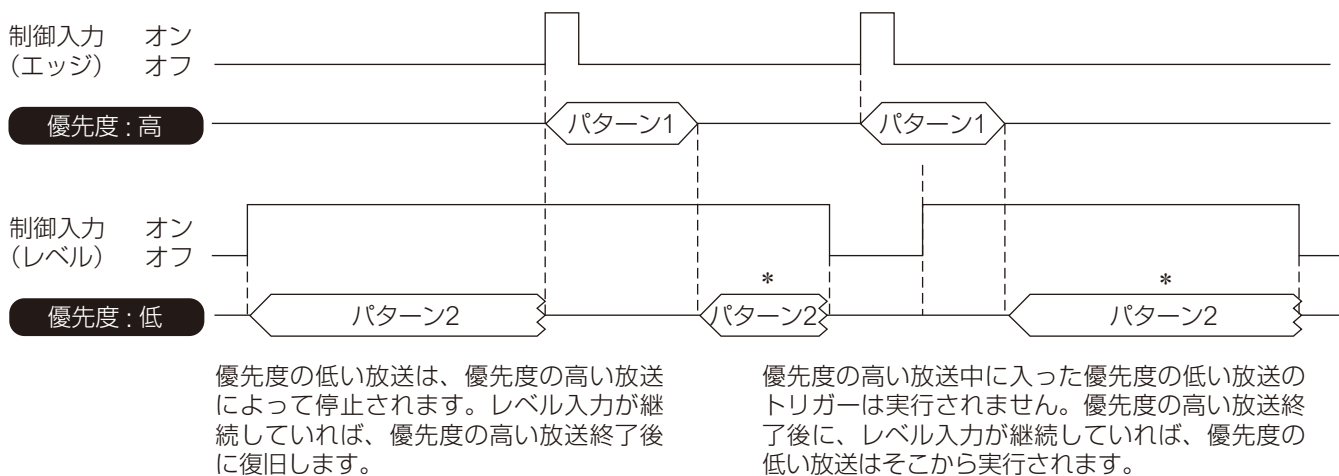 制御入力 オン
（エッジ） オフ
優先度 : 高
パターン1
パターン1
制御入力 オン
（レベル） オフ
* *
優先度 : 低
パターン2
パターン2
パターン2
優先度の低い放送は、優先度の高い放送
によって停止されます。レベル入力が継
続していれば、優先度の高い放送終了後
に復旧します。
優先度の高い放送中に入った優先度の低い放送の
トリガーは実行されません。優先度の高い放送終
了後に、レベル入力が継続していれば、優先度の
低い放送はそこから実行されます。